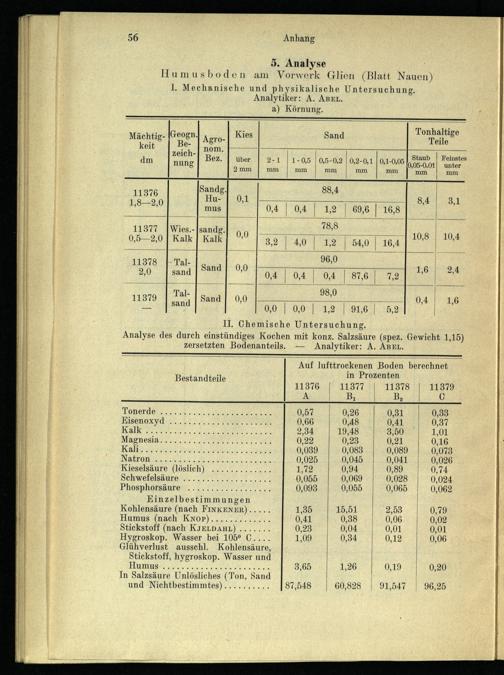 56 Anhang
5. Analyse
Humusboden am Vorwerk Glien (Blatt Nauen)
I. Mechanische und physikalische Untersuchung.
Analytiker: A. ABEL.
a) Körnung.
Mächtigkeit dm | Geogn. Bezeichnung | Agronom. Bez. | Kies über 2 mm | Sand | Tonhaltige Teile
2-1 mm | 1-0,5 mm | 0,5-0,2 mm | 0,2-0,1 mm | 0,1-0,05 mm | Staub 0,05-0,01 mm | Feinstes unter mm
11376 1,8—2,0 | Sandg. Humus | 0,1 | 88,4 | 8,4 | 3,1
0,4 | 0,4 | 1,2 | 69,6 | 16,8
11377 0,5—2,0 | Wies.-Kalk | sandg. Kalk | 0,0 | 78,8 | 10,8 | 10,4
3,2 | 4,0 | 1,2 | 54,0 | 16,4
11378 2,0 | Talsand | Sand | 0,0 | 96,0 | 1,6 | 2,4
0,4 | 0,4 | 0,4 | 87,6 | 7,2
11379 — | Talsand | Sand | 0,0 | 98,0 | 0,4 | 1,6
0,0 | 0,0 | 1,2 | 91,6 | 5,2
II. Chemische Untersuchung.
Analyse des durch einstündiges Kochen mit konz. Salzsäure (spez. Gewicht 1,15)
zersetzten Bodenanteils. — Analytiker: A. ABEL.
Bestandteile | Auf lufttrockenen Boden berechnet
in Prozenten
11376 | 11377 | 11378 | 11379
A | B₁ | B₂ | C
Tonerde | 0,57 | 0,26 | 0,31 | 0,33
Eisenoxyd | 0,66 | 0,48 | 0,41 | 0,37
Kalk | 2,34 | 19,48 | 3,50 | 1,01
Magnesia | 0,22 | 0,23 | 0,21 | 0,16
Kali | 0,039 | 0,083 | 0,089 | 0,073
Natron | 0,025 | 0,045 | 0,041 | 0,026
Kieselsäure (löslich) | 1,72 | 0,94 | 0,89 | 0,74
Schwefelsäure | 0,055 | 0,069 | 0,028 | 0,024
Phosphorsäure | 0,093 | 0,055 | 0,065 | 0,062
Einzelbestimmungen
Kohlensäure (nach FINKENER) | 1,35 | 15,51 | 2,53 | 0,79
Humus (nach KNOP) | 0,41 | 0,38 | 0,06 | 0,02
Stickstoff (nach KJELDAHL) | 0,23 | 0,04 | 0,01 | 0,01
Hygroskop. Wasser bei 105° C | 1,09 | 0,34 | 0,12 | 0,06
Glühverlust ausschl. Kohlensäure,
Stickstoff, hygroskop. Wasser und
Humus | 3,65 | 1,26 | 0,19 | 0,20
In Salzsäure Unlösliches (Ton, Sand
und Nichtbestimmtes) | 87,548 | 60,828 | 91,547 | 96,25